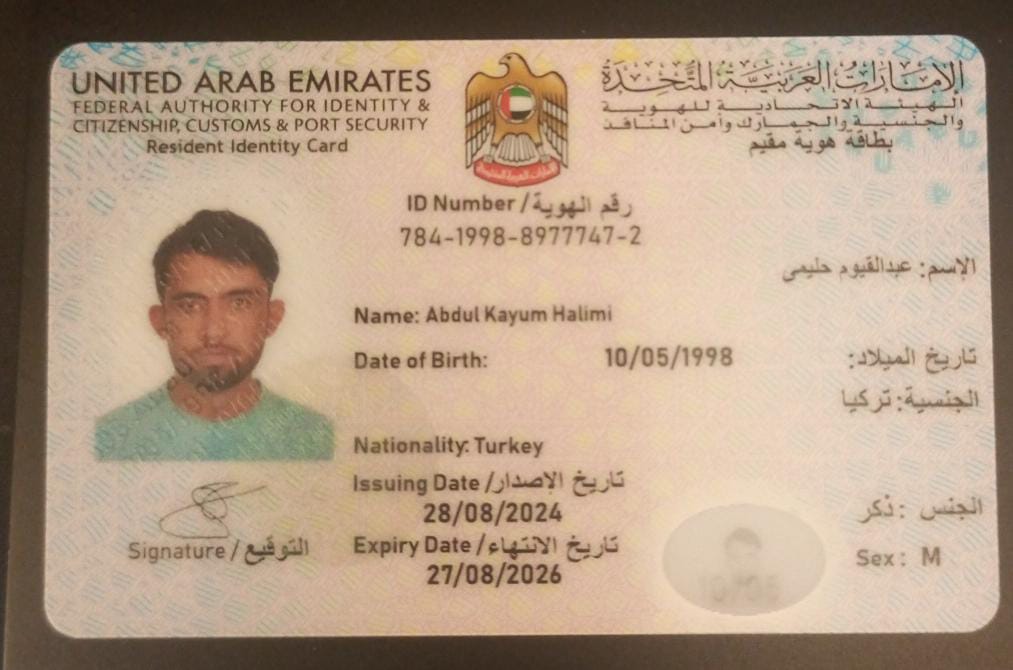 UNITED ARAB EMIRATES
FEDERAL AUTHORITY FOR IDENTITY &
CITIZENSHIP, CUSTOMS & PORT SECURITY
Resident Identity Card
الإمارات العربية المتحدة
الهيئة الاتحادية للهوية
والجنسية والجمارك وأمن المنافذ
بطاقة هوية مقيم
ID Number / رقم الهوية
784-1998-8977747-2
الإسم: عبدالقيوم حليمى
Name: Abdul Kayum Halimi
Date of Birth: 10/05/1998 تاريخ الميلاد:
الجنسية: تركيا
Nationality: Turkey
Issuing Date / تاريخ الإصدار
28/08/2024
الجنس : ذكر
Expiry Date / تاريخ الانتهاء
27/08/2026
Sex: M
Signature / التوقيع